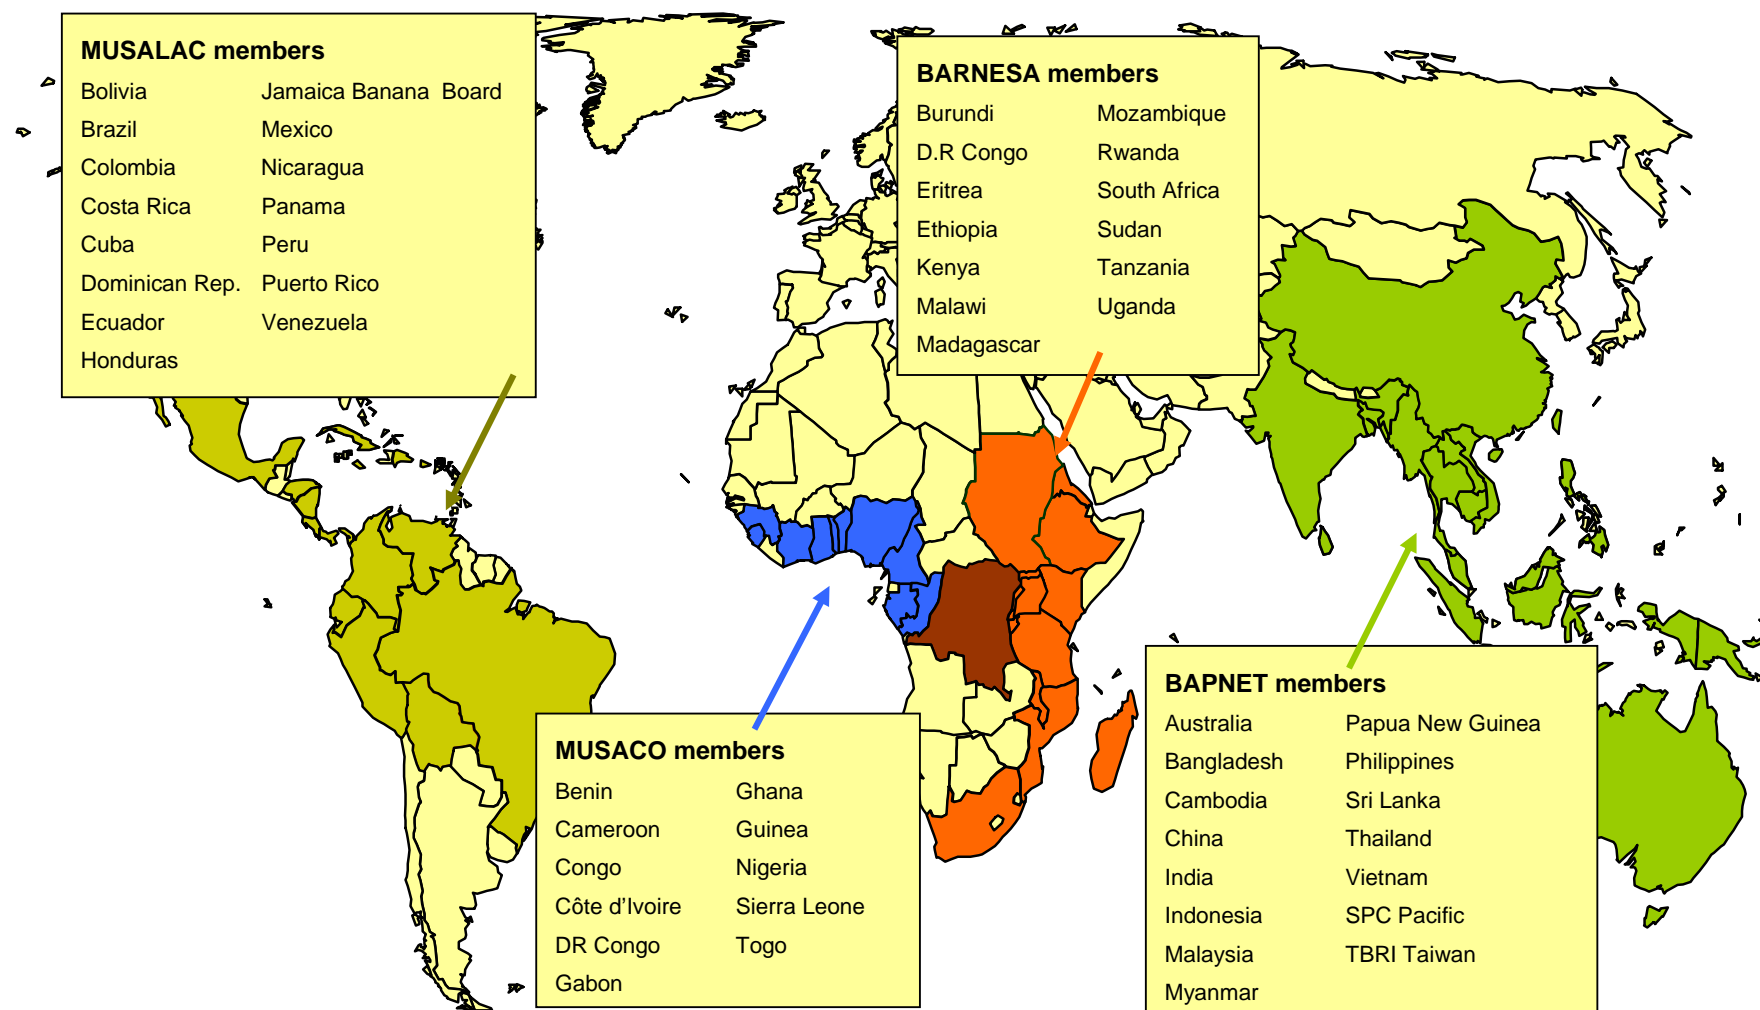 MUSALAC members
Bolivia Jamaica Banana Board
Brazil Mexico
Colombia Nicaragua
Costa Rica Panama
Cuba Peru
Dominican Rep. Puerto Rico
Ecuador Venezuela
Honduras
BARNESA members
Burundi Mozambique
D.R Congo Rwanda
Eritrea South Africa
Ethiopia Sudan
Kenya Tanzania
Malawi Uganda
Madagascar
MUSACO members
Benin Ghana
Cameroon Guinea
Congo Nigeria
Côte d'Ivoire Sierra Leone
DR Congo Togo
Gabon
BAPNET members
Australia Papua New Guinea
Bangladesh Philippines
Cambodia Sri Lanka
China Thailand
India Vietnam
Indonesia SPC Pacific
Malaysia TBRI Taiwan
Myanmar